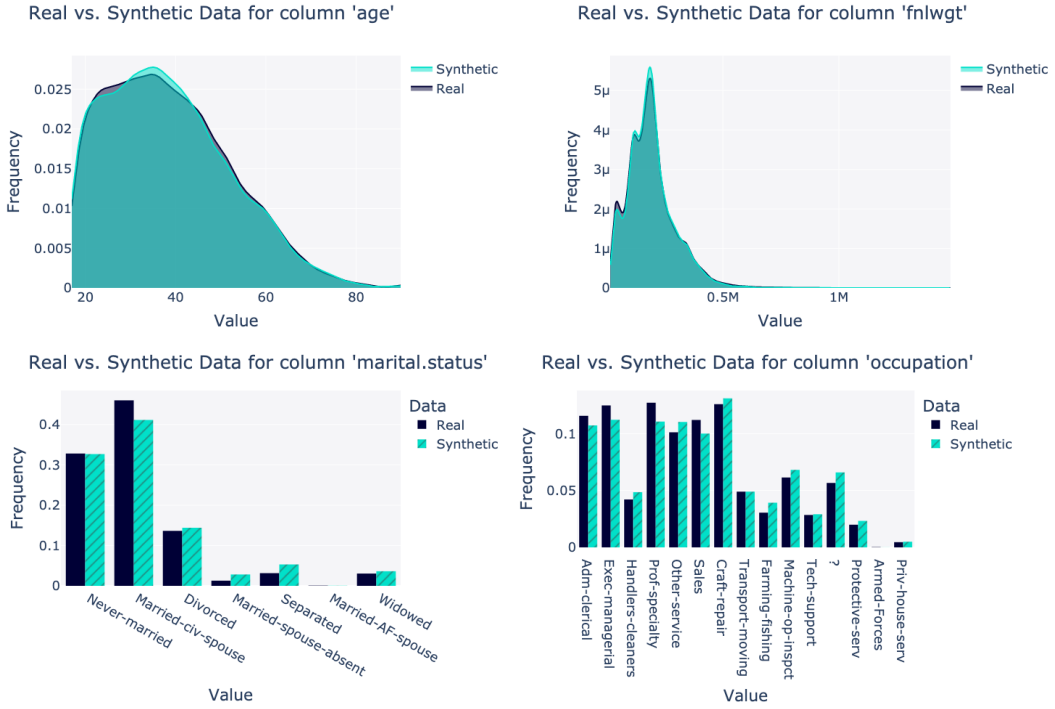 Real vs. Synthetic Data for column 'age'
Real vs. Synthetic Data for column 'fnlwgt'
Synthetic
Real
0.025
0.02
0.015
0.01
0.005
0
20
40
60
80
Frequency
Value
Synthetic
Real
5μ
4μ
3μ
2μ
1μ
0
0.5M
1M
Frequency
Value
Real vs. Synthetic Data for column 'marital.status'
Real vs. Synthetic Data for column 'occupation'
Data
Real
Synthetic
0.4
0.3
0.2
0.1
0
Frequency
Never-married
Married-civ-spouse
Divorced
Married-spouse-absent
Separated
Married-AF-spouse
Widowed
Value
Data
Real
Synthetic
0.1
0.05
0
Frequency
Adm-clerical
Exec-managerial
Handlers-cleaners
Prof-specialty
Other-service
Sales
Craft-repair
Transport-moving
Farming-fishing
Machine-op-inspct
Tech-support
?
Protective-serv
Armed-Forces
Priv-house-serv
Value